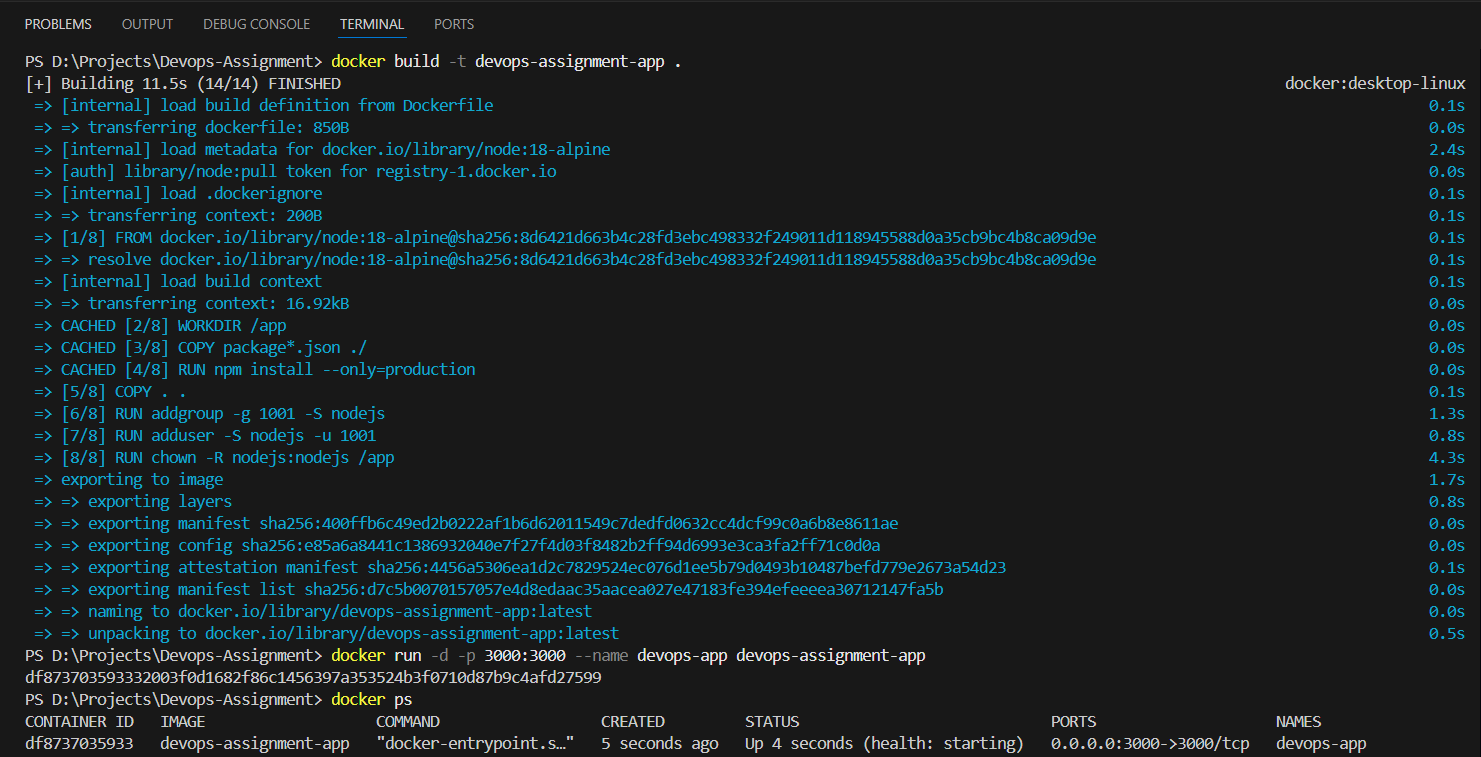 PROBLEMS OUTPUT DEBUG CONSOLE TERMINAL PORTS
PS D:\Projects\Devops-Assignment> docker build -t devops-assignment-app .
[+] Building 11.5s (14/14) FINISHED docker:desktop-linux
=> [internal] load build definition from Dockerfile 0.1s
=> => transferring dockerfile: 850B 0.0s
=> [internal] load metadata for docker.io/library/node:18-alpine 2.4s
=> [auth] library/node:pull token for registry-1.docker.io 0.0s
=> [internal] load .dockerignore 0.1s
=> => transferring context: 200B 0.1s
=> [1/8] FROM docker.io/library/node:18-alpine@sha256:8d6421d663b4c28fd3ebc498332f249011d118945588d0a35cb9bc4b8ca09d9e 0.1s
=> => resolve docker.io/library/node:18-alpine@sha256:8d6421d663b4c28fd3ebc498332f249011d118945588d0a35cb9bc4b8ca09d9e 0.1s
=> [internal] load build context 0.1s
=> => transferring context: 16.92kB 0.0s
=> CACHED [2/8] WORKDIR /app 0.0s
=> CACHED [3/8] COPY package*.json ./ 0.0s
=> CACHED [4/8] RUN npm install --only=production 0.0s
=> [5/8] COPY . . 0.1s
=> [6/8] RUN addgroup -g 1001 -S nodejs 1.3s
=> [7/8] RUN adduser -S nodejs -u 1001 0.8s
=> [8/8] RUN chown -R nodejs:nodejs /app 4.3s
=> exporting to image 1.7s
=> => exporting layers 0.8s
=> => exporting manifest sha256:400ffb6c49ed2b0222af1b6d62011549c7dedfd0632cc4dcf99c0a6b8e8611ae 0.0s
=> => exporting config sha256:e85a6a8441c1386932040e7f27f4d03f8482b2ff94d6993e3ca3fa2ff71c0d0a 0.0s
=> => exporting attestation manifest sha256:4456a5306ea1d2c7829524ec076d1ee5b79d0493b10487befd779e2673a54d23 0.1s
=> => exporting manifest list sha256:d7c5b0070157057e4d8edaac35aacea027e47183fe394efeeeea30712147fa5b 0.0s
=> => naming to docker.io/library/devops-assignment-app:latest 0.0s
=> => unpacking to docker.io/library/devops-assignment-app:latest 0.5s
PS D:\Projects\Devops-Assignment> docker run -d -p 3000:3000 --name devops-app devops-assignment-app
df873703593332003f0d1682f86c1456397a353524b3f0710d87b9c4afd27599
PS D:\Projects\Devops-Assignment> docker ps
CONTAINER ID IMAGE COMMAND CREATED STATUS PORTS NAMES
df8737035933 devops-assignment-app "docker-entrypoint.s…" 5 seconds ago Up 4 seconds (health: starting) 0.0.0.0:3000->3000/tcp devops-app